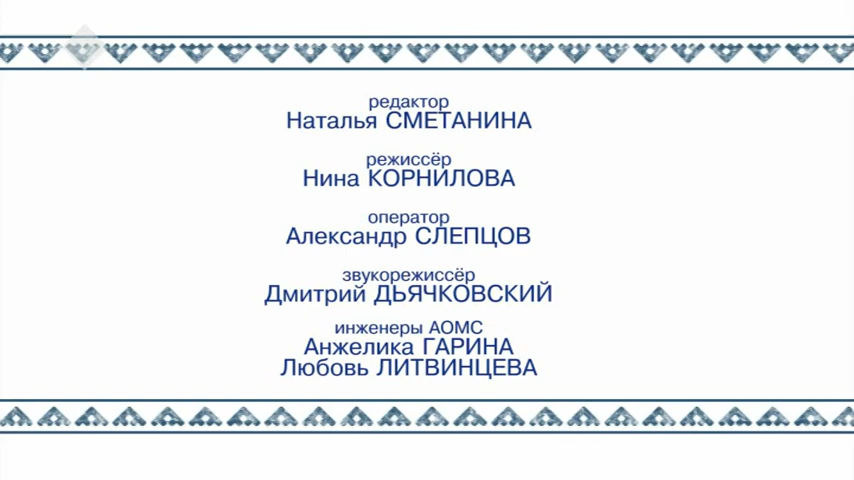 редактор
Наталья СМЕТАНИНА
режиссёр
Нина КОРНИЛОВА
оператор
Александр СЛЕПЦОВ
звукорежиссёр
Дмитрий ДЬЯЧКОВСКИЙ
инженеры АОМС
Анжелика ГАРИНА
Любовь ЛИТВИНЦЕВА